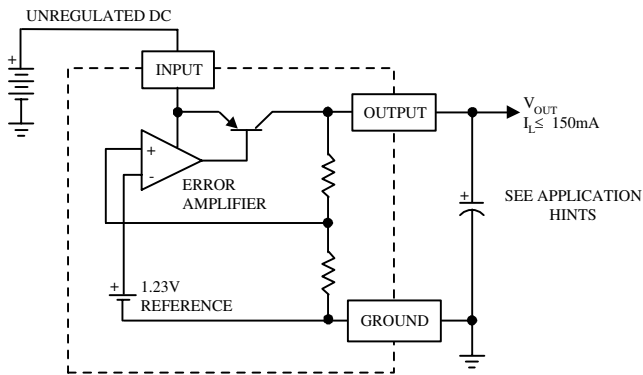 UNREGULATED DC
+
INPUT
OUTPUT
V_OUT
I_L ≤ 150mA
+
-
ERROR
AMPLIFIER
+
SEE APPLICATION
HINTS
+
1.23V
REFERENCE
GROUND